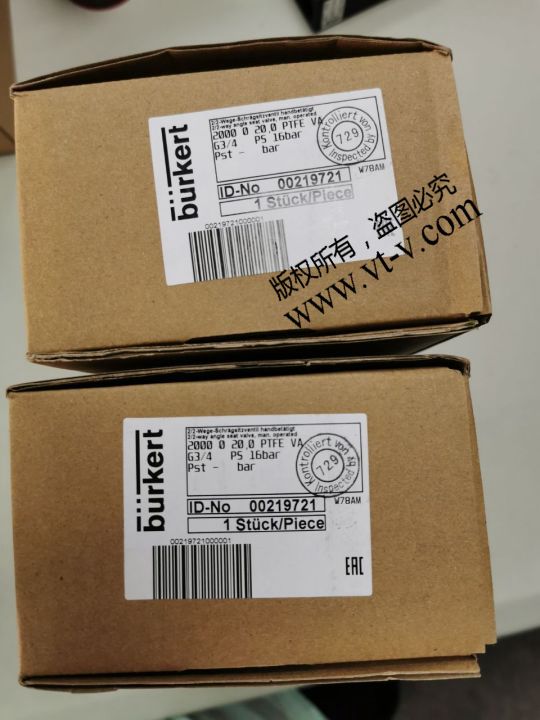 bürkert
2/2-Wege-Schrägsitzventil handbetätigt
2/2-way angle seat valve, man. operated
2000 0 20,0 PTFE VA
G3/4 PS 16bar
Pst - bar
Kontrolliert von
729
Inspected by
W7BAM
ID-No 00219721
1 Stück/Piece
00219721000001
版权所有，盗图必究
www.vt-v.com
bürkert
2/2-Wege-Schrägsitzventil handbetätigt
2/2-way angle seat valve, man. operated
2000 0 20,0 PTFE VA
G3/4 PS 16bar
Pst - bar
Kontrolliert von
729
Inspected by
W7BAM
ID-No 00219721
1 Stück/Piece
00219721000001
EAC